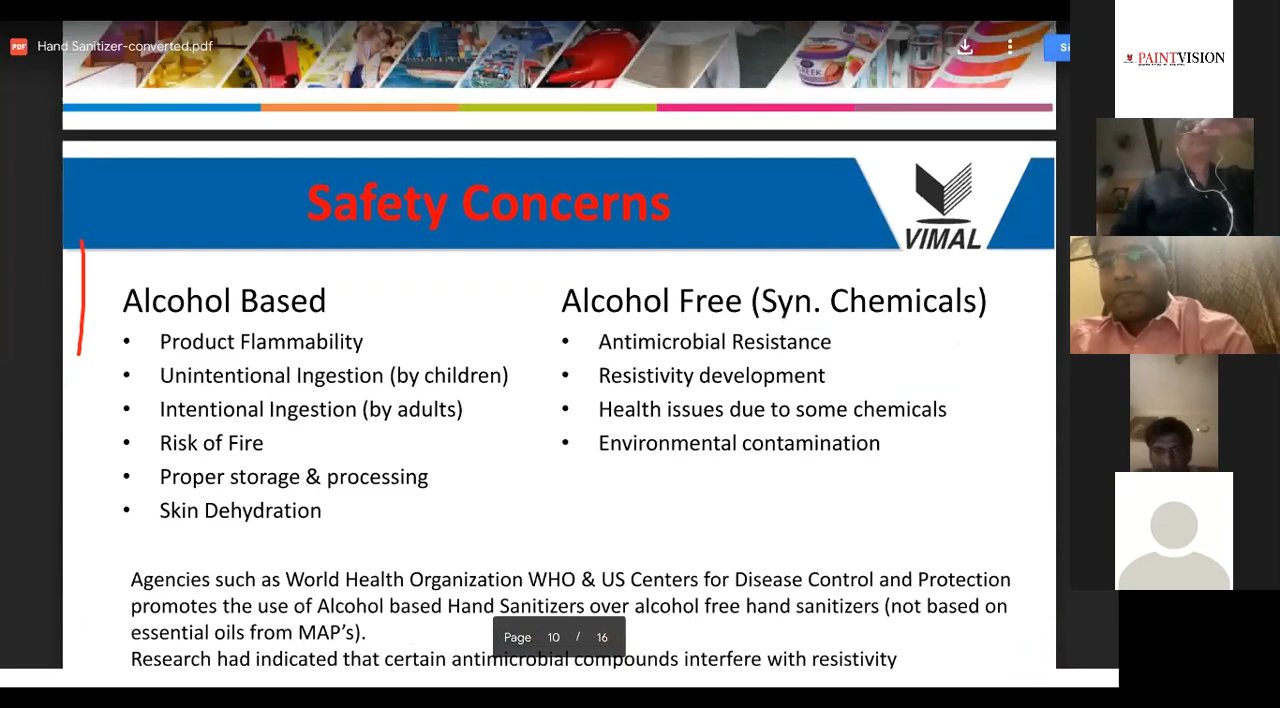 PDF Hand Sanitizer-converted.pdf
Si
PAINTVISION
Safety Concerns
VIMAL
Alcohol Based
• Product Flammability
• Unintentional Ingestion (by children)
• Intentional Ingestion (by adults)
• Risk of Fire
• Proper storage & processing
• Skin Dehydration
Alcohol Free (Syn. Chemicals)
• Antimicrobial Resistance
• Resistivity development
• Health issues due to some chemicals
• Environmental contamination
Agencies such as World Health Organization WHO & US Centers for Disease Control and Protection
promotes the use of Alcohol based Hand Sanitizers over alcohol free hand sanitizers (not based on
essential oils from MAP's).
Research had indicated that certain antimicrobial compounds interfere with resistivity
Page 10 / 16